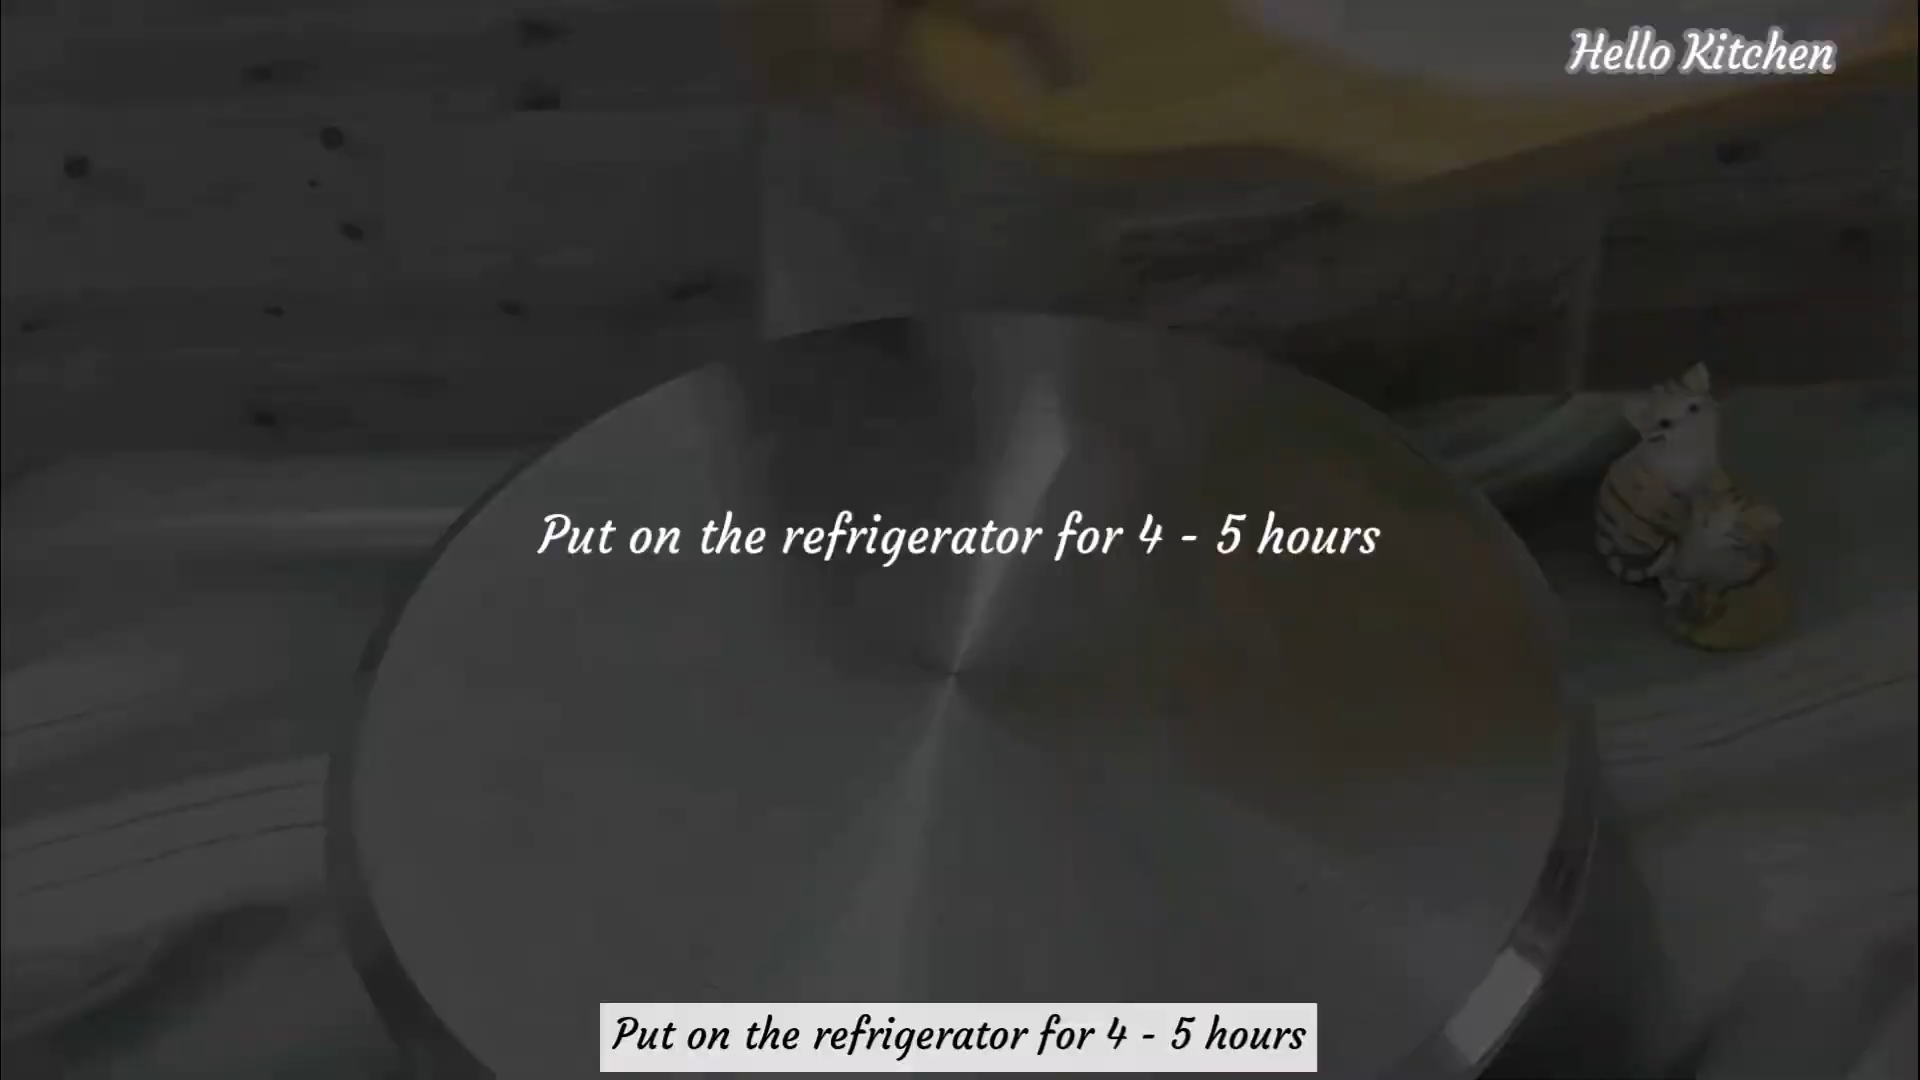 Hello Kitchen
Put on the refrigerator for 4 - 5 hours
Put on the refrigerator for 4 - 5 hours